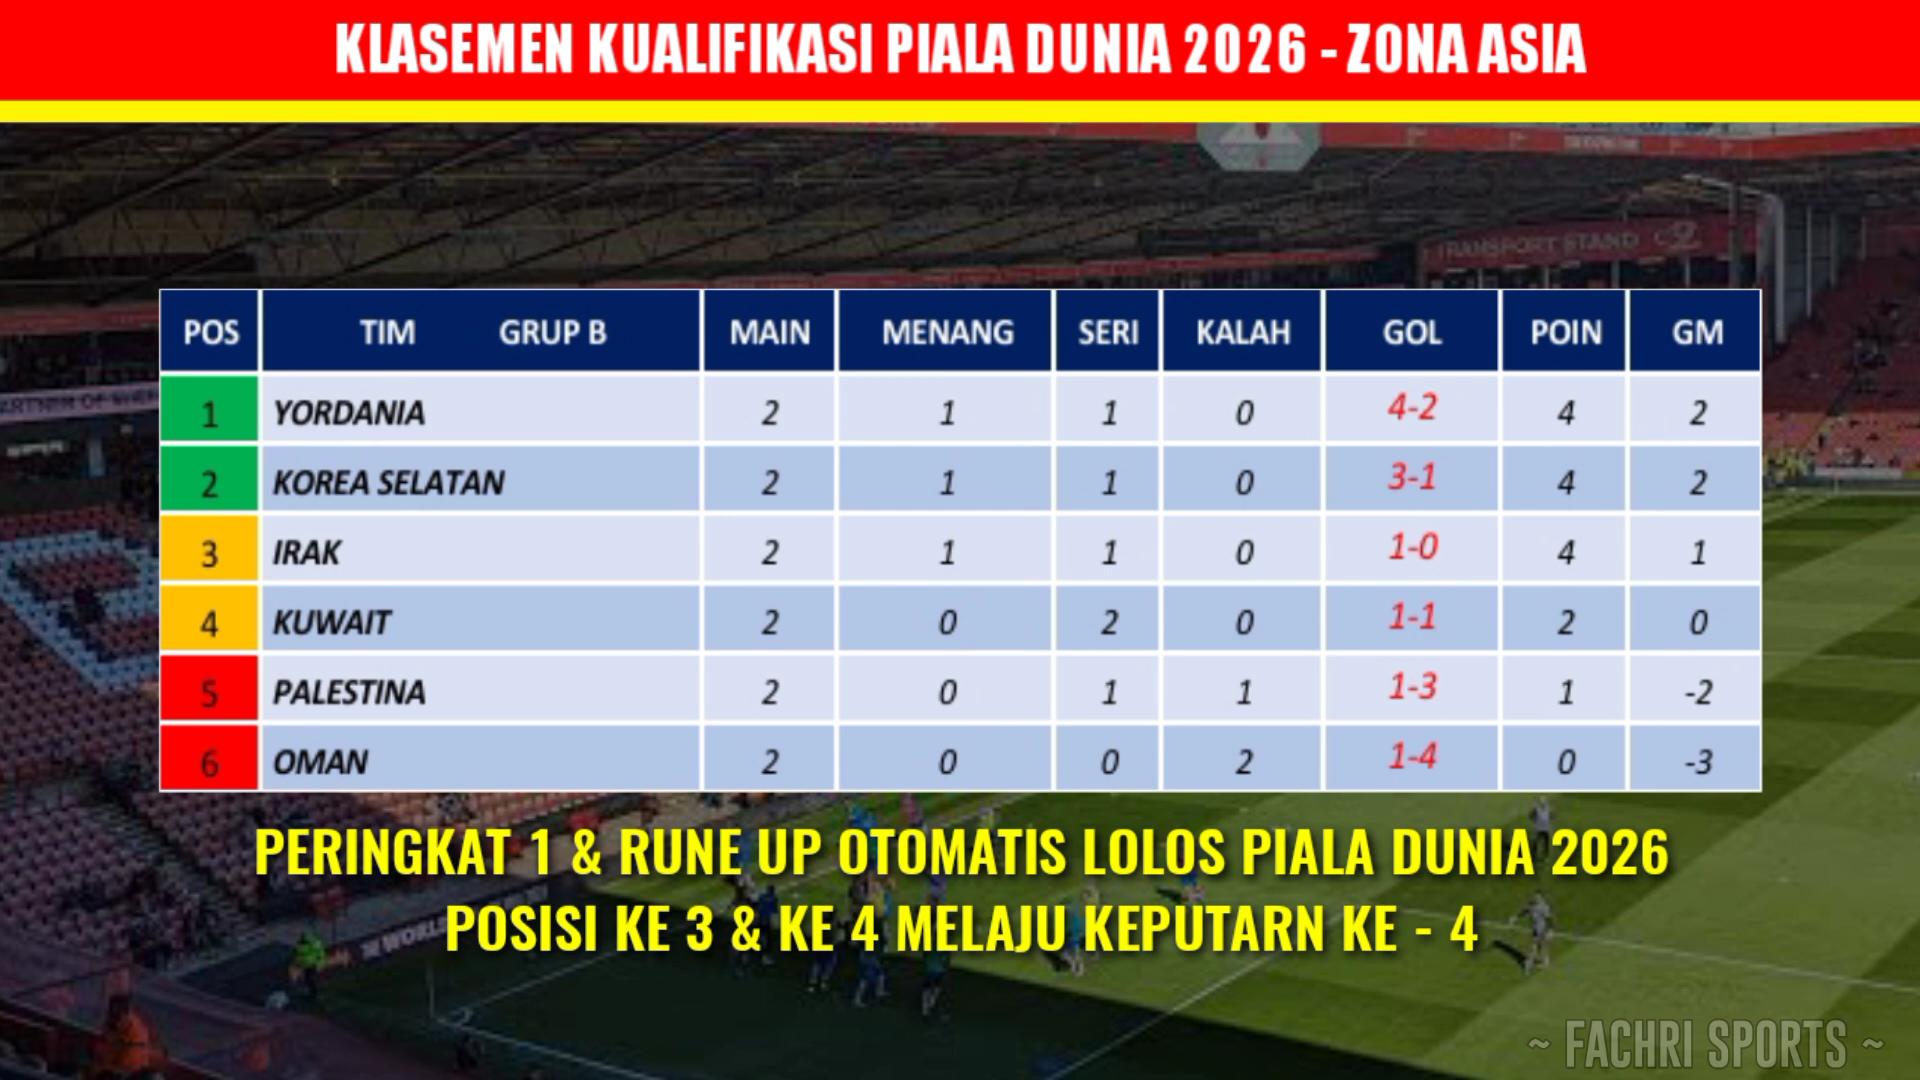 KLASEMEN KUALIFIKASI PIALA DUNIA 2026 - ZONA ASIA
TRANSPORT STAND
POS TIM GRUP B MAIN MENANG SERI KALAH GOL POIN GM
1 YORDANIA 2 1 1 0 4-2 4 2
2 KOREA SELATAN 2 1 1 0 3-1 4 2
3 IRAK 2 1 1 0 1-0 4 1
4 KUWAIT 2 0 2 0 1-1 2 0
5 PALESTINA 2 0 1 1 1-3 1 -2
6 OMAN 2 0 0 2 1-4 0 -3
PERINGKAT 1 & RUNE UP OTOMATIS LOLOS PIALA DUNIA 2026
POSISI KE 3 & KE 4 MELAJU KEPUTARN KE - 4
~ FACHRI SPORTS ~